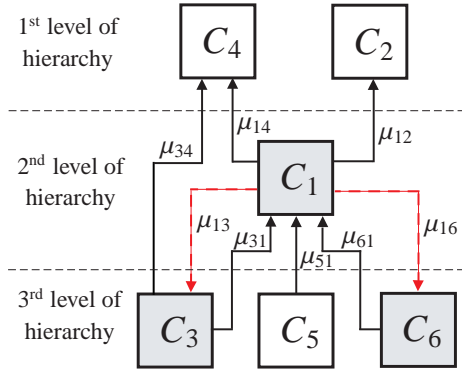 1st level of
hierarchy
C4
C2
μ14
μ12
μ34
2nd level of
hierarchy
C1
μ13
μ31
μ51
μ61
μ16
3rd level of
hierarchy
C3
C5
C6